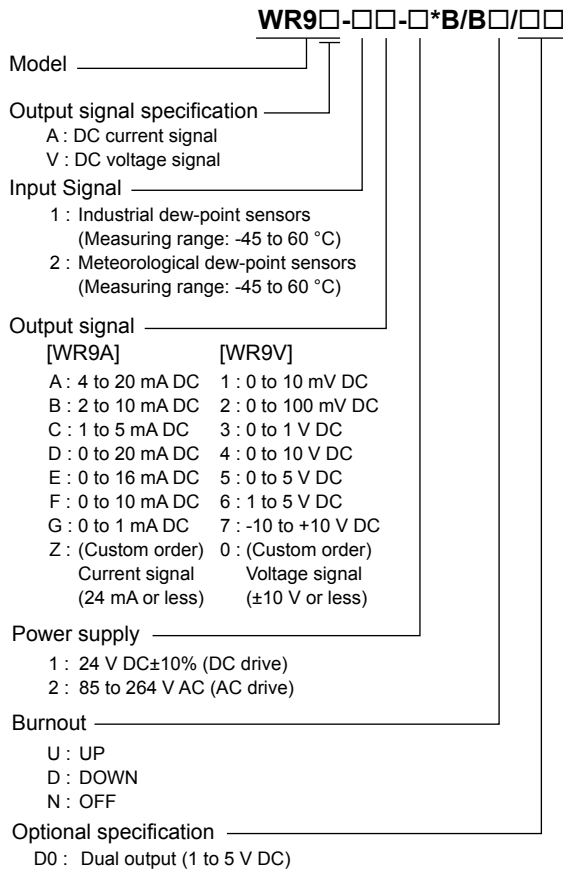 WR9□-□□-□*B/B□/□□
Model
Output signal specification
A : DC current signal
V : DC voltage signal
Input Signal
1 : Industrial dew-point sensors
(Measuring range: -45 to 60 °C)
2 : Meteorological dew-point sensors
(Measuring range: -45 to 60 °C)
Output signal
[WR9A] [WR9V]
A : 4 to 20 mA DC 1 : 0 to 10 mV DC
B : 2 to 10 mA DC 2 : 0 to 100 mV DC
C : 1 to 5 mA DC 3 : 0 to 1 V DC
D : 0 to 20 mA DC 4 : 0 to 10 V DC
E : 0 to 16 mA DC 5 : 0 to 5 V DC
F : 0 to 10 mA DC 6 : 1 to 5 V DC
G : 0 to 1 mA DC 7 : -10 to +10 V DC
Z : (Custom order) 0 : (Custom order)
Current signal Voltage signal
(24 mA or less) (±10 V or less)
Power supply
1 : 24 V DC±10% (DC drive)
2 : 85 to 264 V AC (AC drive)
Burnout
U : UP
D : DOWN
N : OFF
Optional specification
D0 : Dual output (1 to 5 V DC)